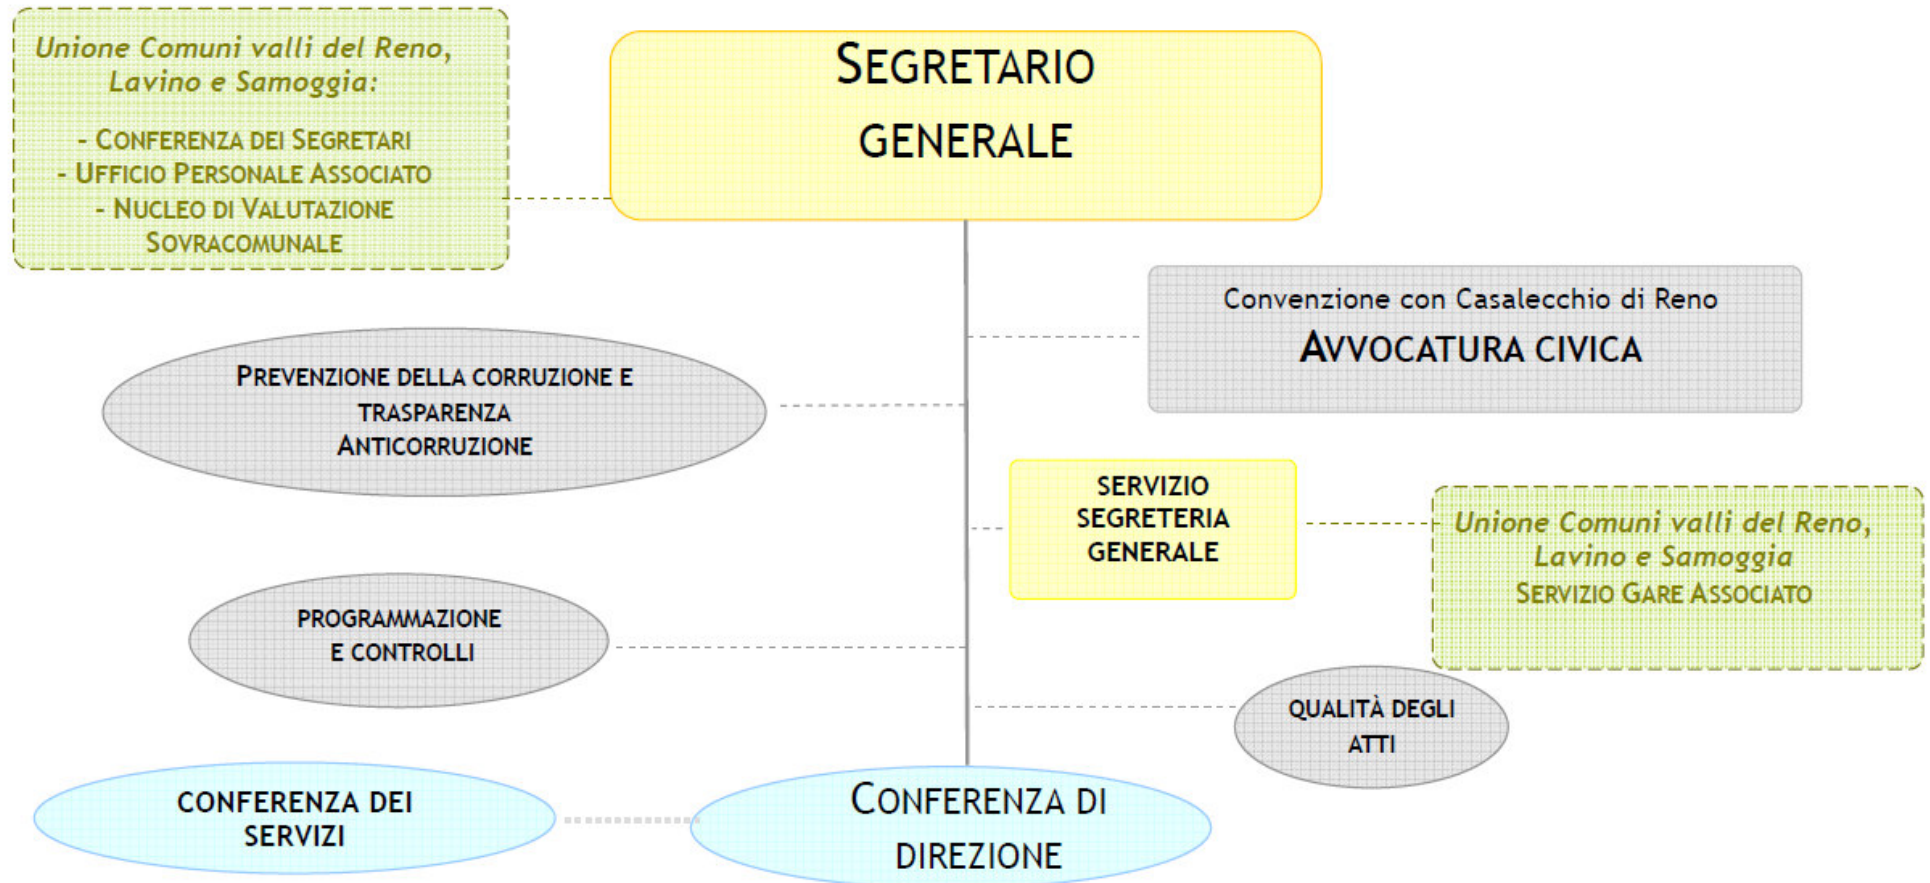 Unione Comuni valli del Reno,
Lavino e Samoggia:
- CONFERENZA DEI SEGRETARI
- UFFICIO PERSONALE ASSOCIATO
- NUCLEO DI VALUTAZIONE
SOVRACOMUNALE
SEGRETARIO
GENERALE
Convenzione con Casalecchio di Reno
AVVOCATURA CIVICA
PREVENZIONE DELLA CORRUZIONE E
TRASPARENZA
ANTICORRUZIONE
SERVIZIO
SEGRETERIA
GENERALE
Unione Comuni valli del Reno,
Lavino e Samoggia
SERVIZIO GARE ASSOCIATO
PROGRAMMAZIONE
E CONTROLLI
QUALITÀ DEGLI
ATTI
CONFERENZA DEI
SERVIZI
CONFERENZA DI
DIREZIONE